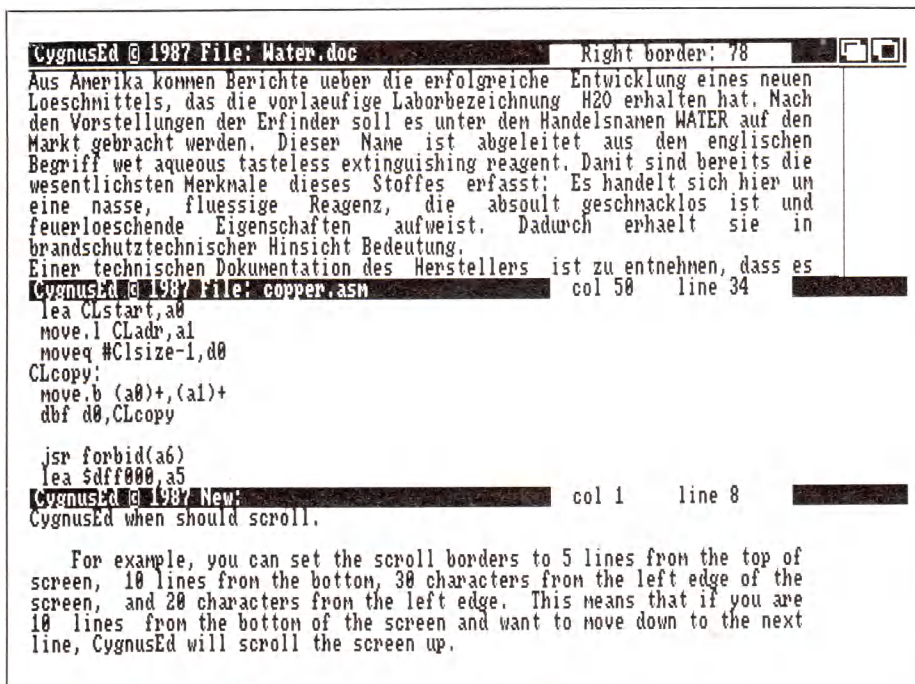 CygnusEd © 1987 File: Water.doc Right border: 78
Aus Amerika kommen Berichte ueber die erfolgreiche Entwicklung eines neuen
Loeschmittels, das die vorlaeufige Laborbezeichnung H2O erhalten hat. Nach
den Vorstellungen der Erfinder soll es unter dem Handelsnamen WATER auf den
Markt gebracht werden. Dieser Name ist abgeleitet aus dem englischen
Begriff wet aqueous tasteless extinguishing reagent. Damit sind bereits die
wesentlichsten Merkmale dieses Stoffes erfasst: Es handelt sich hier um
eine nasse, fluessige Reagenz, die absoult geschmacklos ist und
feuerloeschende Eigenschaften aufweist. Dadurch erhaelt sie in
brandschutztechnischer Hinsicht Bedeutung.
Einer technischen Dokumentation des Herstellers ist zu entnehmen, dass es
CygnusEd © 1987 File: copper.asm col 50 line 34
lea CLstart,a0
move.l CLadr,a1
moveq #Clsize-1,d0
CLcopy:
move.b (a0)+,(a1)+
dbf d0,CLcopy
jsr forbid(a6)
lea $dff000,a5
CygnusEd © 1987 New: col 1 line 8
CygnusEd when should scroll.
For example, you can set the scroll borders to 5 lines from the top of
screen, 10 lines from the bottom, 30 characters from the left edge of the
screen, and 20 characters from the left edge. This means that if you are
10 lines from the bottom of the screen and want to move down to the next
line, CygnusEd will scroll the screen up.